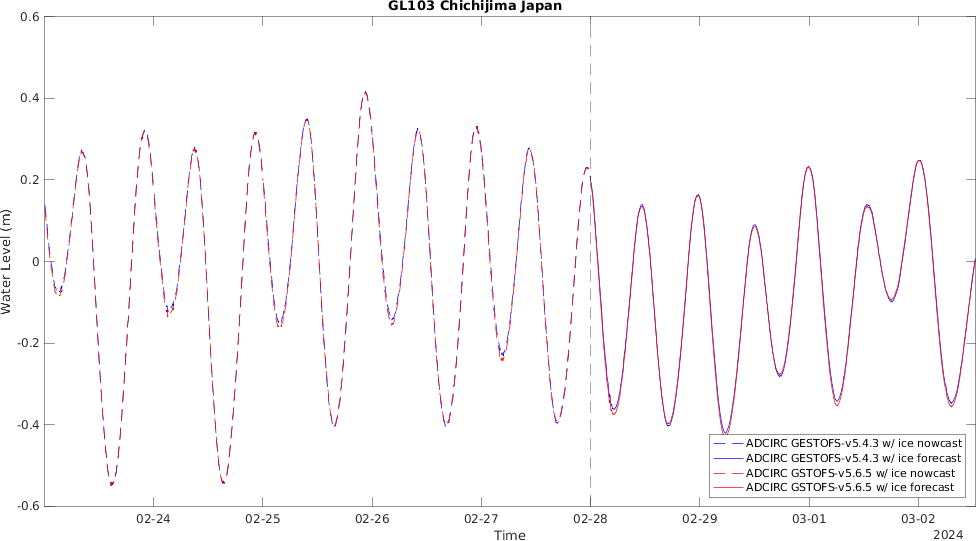 GL103 Chichijima Japan
0.6
0.4
0.2
0
-0.2
-0.4
-0.6
Water Level (m)
02-24
02-25
02-26
02-27
02-28
02-29
03-01
03-02
Time
2024
ADCIRC GESTOFS-v5.4.3 w/ ice nowcast
ADCIRC GESTOFS-v5.4.3 w/ ice forecast
ADCIRC GSTOFS-v5.6.5 w/ ice nowcast
ADCIRC GSTOFS-v5.6.5 w/ ice forecast